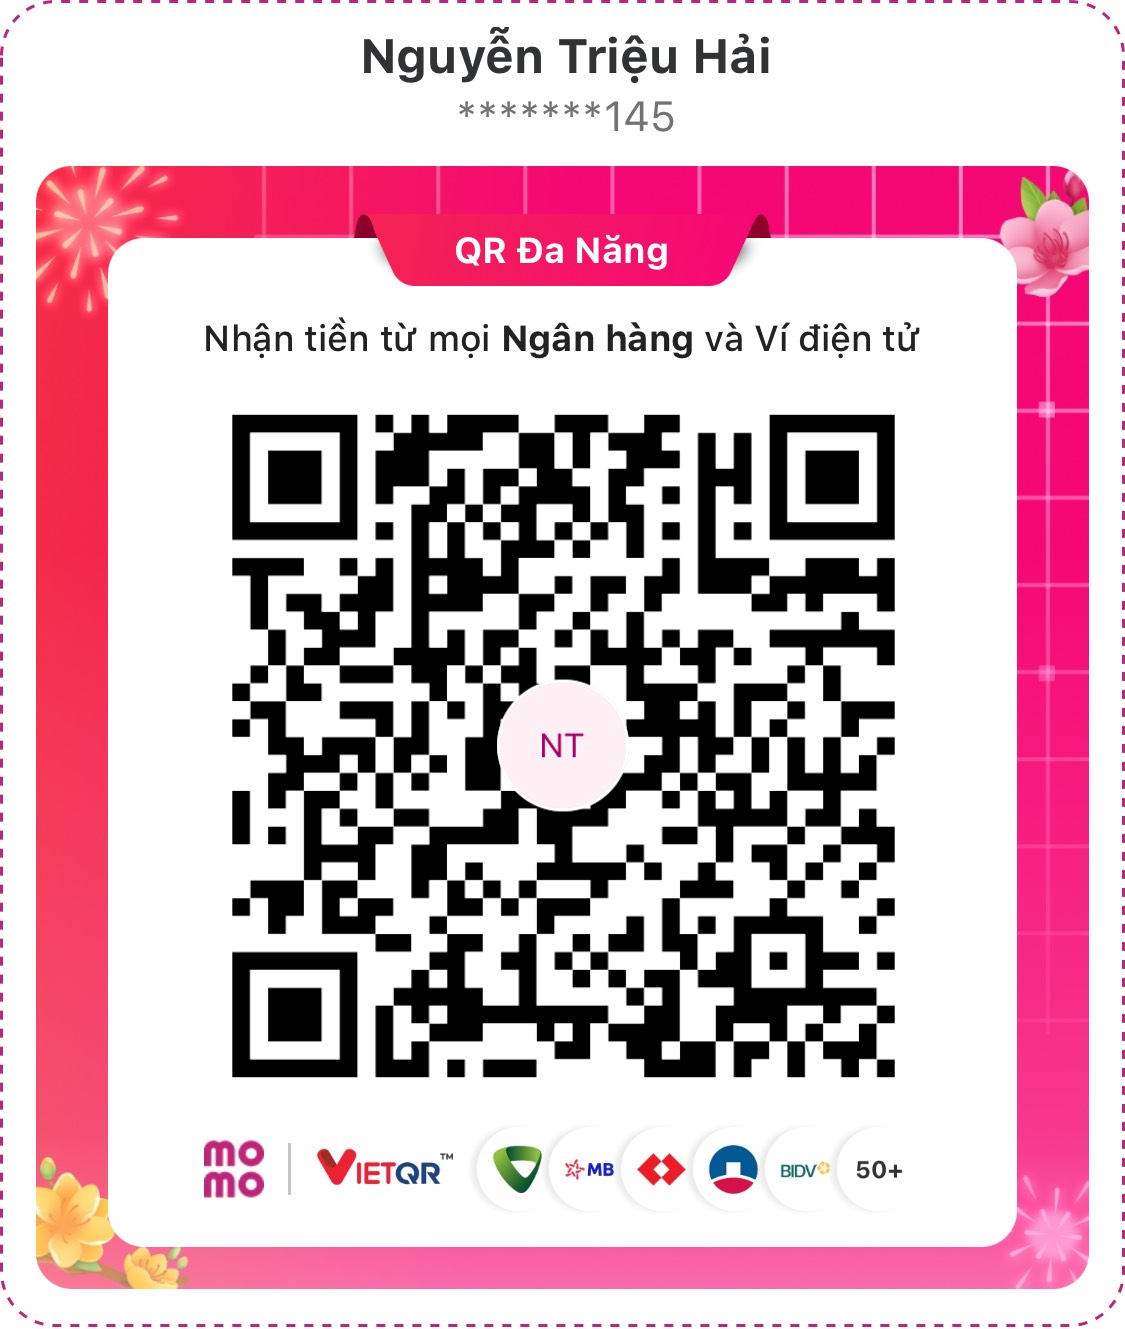 Nguyễn Triệu Hải
*******145
QR Đa Năng
Nhận tiền từ mọi Ngân hàng và Ví điện tử
NT
mo mo VIETQR™ MB BIDV 50+